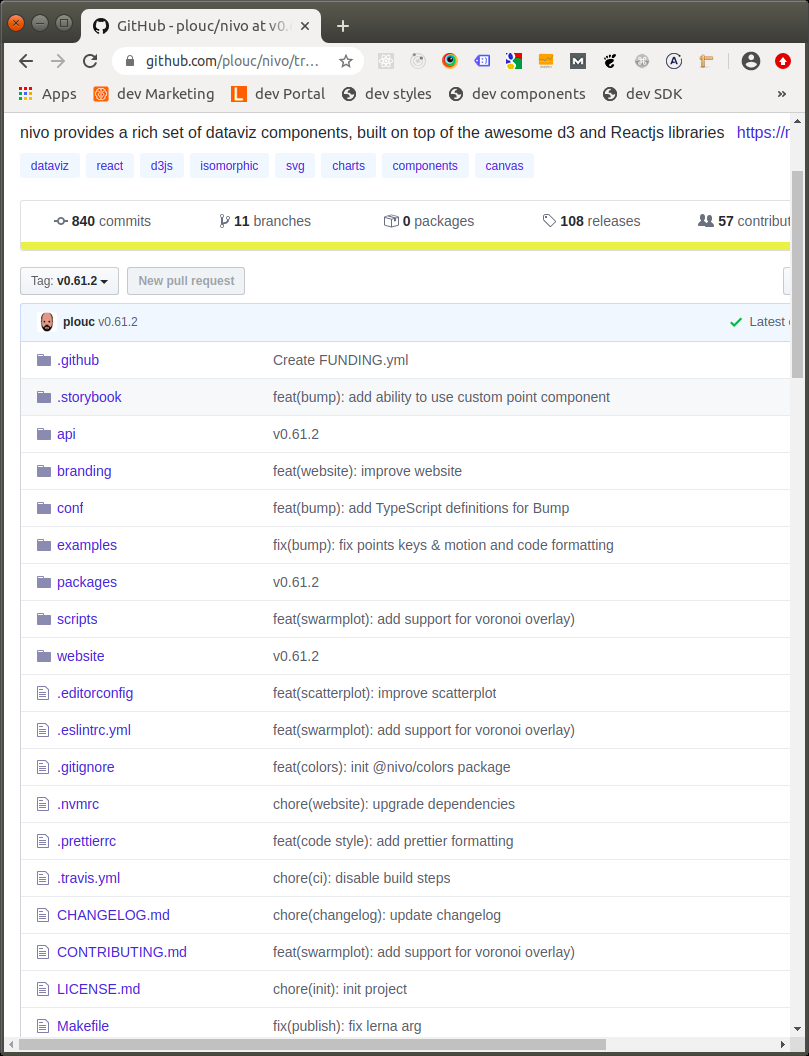 GitHub - plouc/nivo at v0.6
github.com/plouc/nivo/tr...
Apps dev Marketing dev Portal dev styles dev components dev SDK »
nivo provides a rich set of dataviz components, built on top of the awesome d3 and Reactjs libraries https://n
dataviz react d3js isomorphic svg charts components canvas
840 commits 11 branches 0 packages 108 releases 57 contribut
Tag: v0.61.2 New pull request
plouc v0.61.2 Latest
.github Create FUNDING.yml
.storybook feat(bump): add ability to use custom point component
api v0.61.2
branding feat(website): improve website
conf feat(bump): add TypeScript definitions for Bump
examples fix(bump): fix points keys & motion and code formatting
packages v0.61.2
scripts feat(swarmplot): add support for voronoi overlay)
website v0.61.2
.editorconfig feat(scatterplot): improve scatterplot
.eslintrc.yml feat(swarmplot): add support for voronoi overlay)
.gitignore feat(colors): init @nivo/colors package
.nvmrc chore(website): upgrade dependencies
.prettierrc feat(code style): add prettier formatting
.travis.yml chore(ci): disable build steps
CHANGELOG.md chore(changelog): update changelog
CONTRIBUTING.md feat(swarmplot): add support for voronoi overlay)
LICENSE.md chore(init): init project
Makefile fix(publish): fix lerna arg